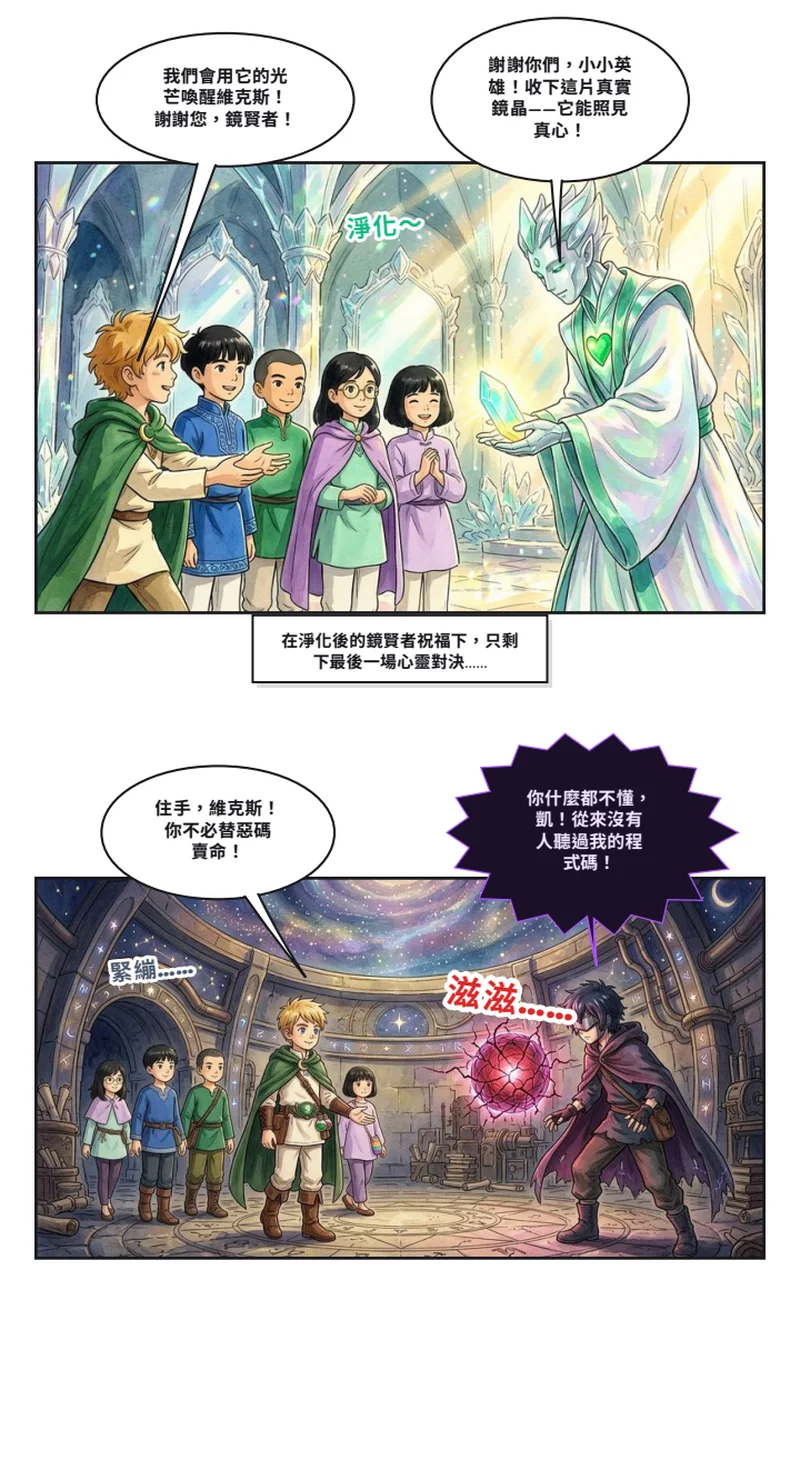 我們會用它的光
芒喚醒維克斯！
謝謝您，鏡賢者！
謝謝你們，小小英
雄！收下這片真實
鏡晶——它能照見
真心！
淨化～
在淨化後的鏡賢者祝福下，只剩
下最後一場心靈對決……
住手，維克斯！
你不必替惡碼
賣命！
你什麼都不懂，
凱！從來沒有
人聽過我的程
式碼！
緊繃……
滋滋……